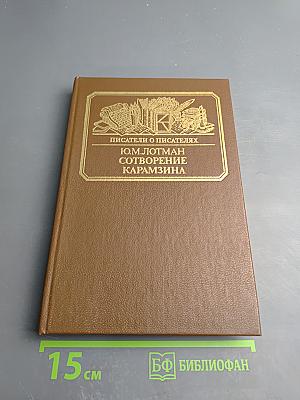 ПИСАТЕЛИ О ПИСАТЕЛЯХ
Ю.М.ЛОТМАН
СОТВОРЕНИЕ
КАРАМЗИНА
15 см
БФ БИБЛИОФАН